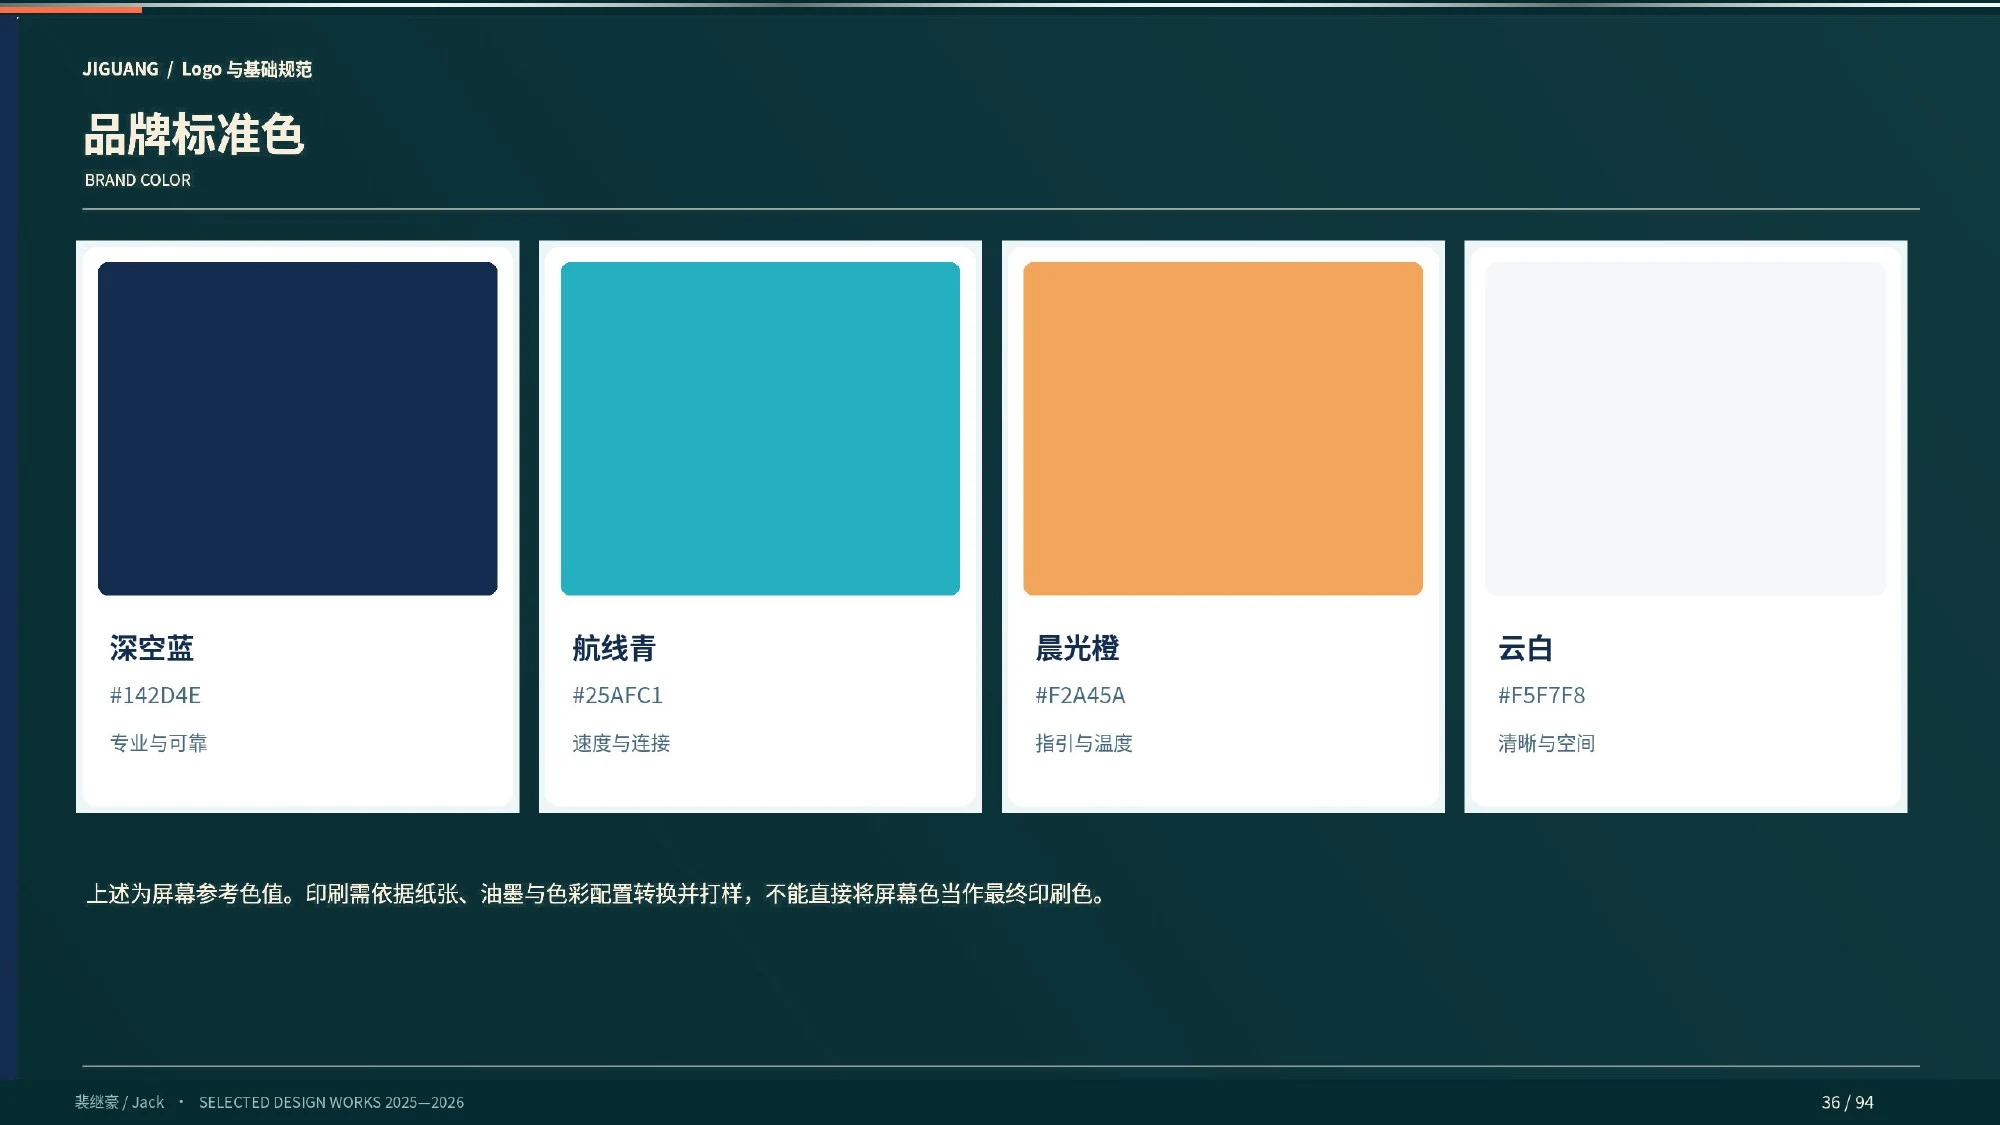 JIGUANG / Logo 与基础规范
品牌标准色
BRAND COLOR
深空蓝
#142D4E
专业与可靠
航线青
#25AFC1
速度与连接
晨光橙
#F2A45A
指引与温度
云白
#F5F7F8
清晰与空间
上述为屏幕参考色值。印刷需依据纸张、油墨与色彩配置转换并打样，不能直接将屏幕色当作最终印刷色。
裴继豪 / Jack · SELECTED DESIGN WORKS 2025—2026
36 / 94